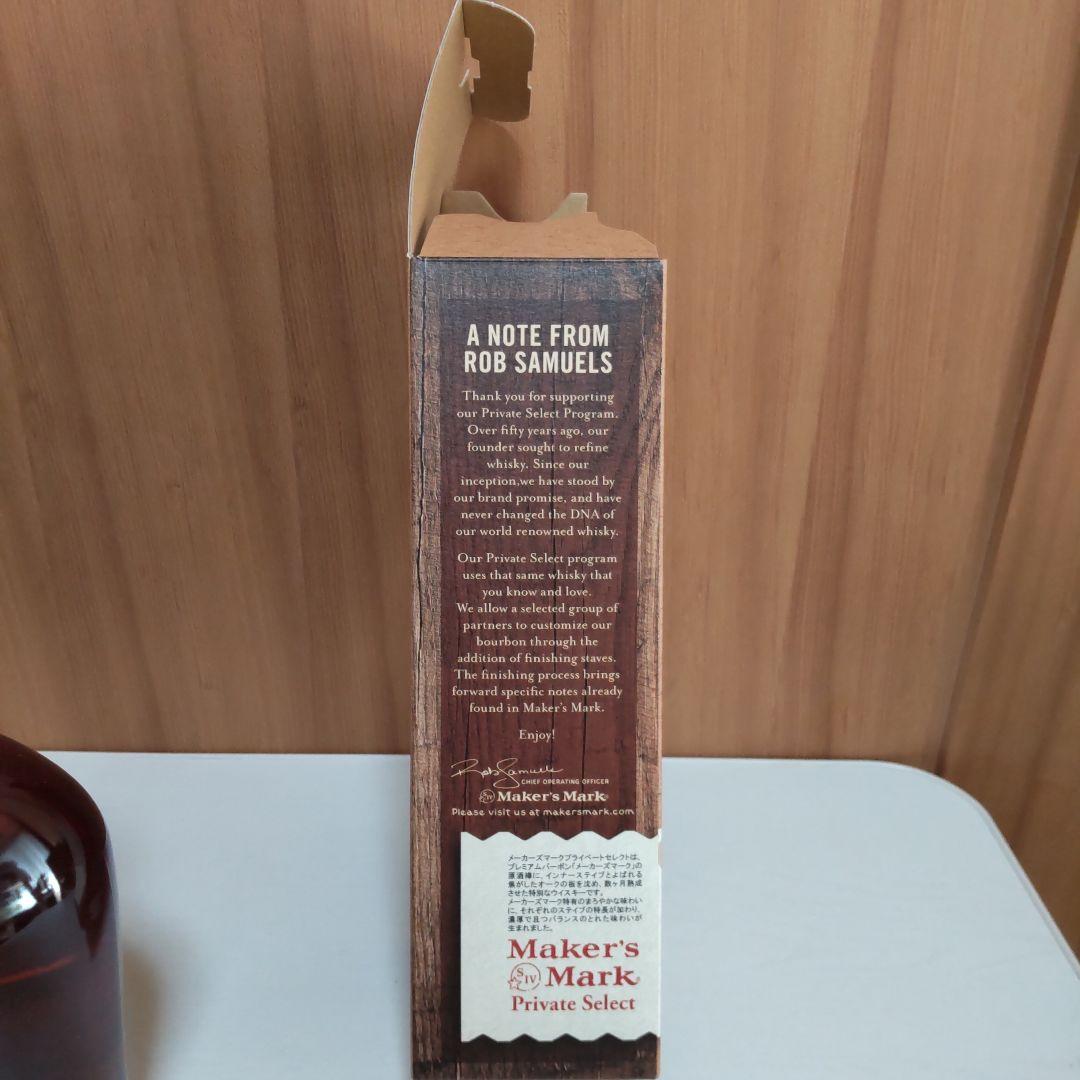 A NOTE FROM
ROB SAMUELS
Thank you for supporting
our Private Select Program.
Over fifty years ago, our
founder sought to refine
whisky. Since our
inception,we have stood by
our brand promise, and have
never changed the DNA of
our world renowned whisky.
Our Private Select program
uses that same whisky that
you know and love.
We allow a selected group of
partners to customize our
bourbon through the
addition of finishing staves.
The finishing process brings
forward specific notes already
found in Maker's Mark.
Enjoy!
Rob Samuels
CHIEF OPERATING OFFICER
SIV Maker's Mark®
Please visit us at makersmark.com
メーカーズマークプライベートセレクトは、
プレミアムバーボン「メーカーズマーク」の
原酒樽に、インナーステイブとよばれる
焦がしたオークの板を沈め、数ヶ月熟成
させた特別なウイスキーです。
メーカーズマーク特有のまろやかな味わい
に、それぞれのステイブの特長が加わり、
濃厚で且つバランスのとれた味わいが
生まれました。
Maker's
SIV Mark®
Private Select